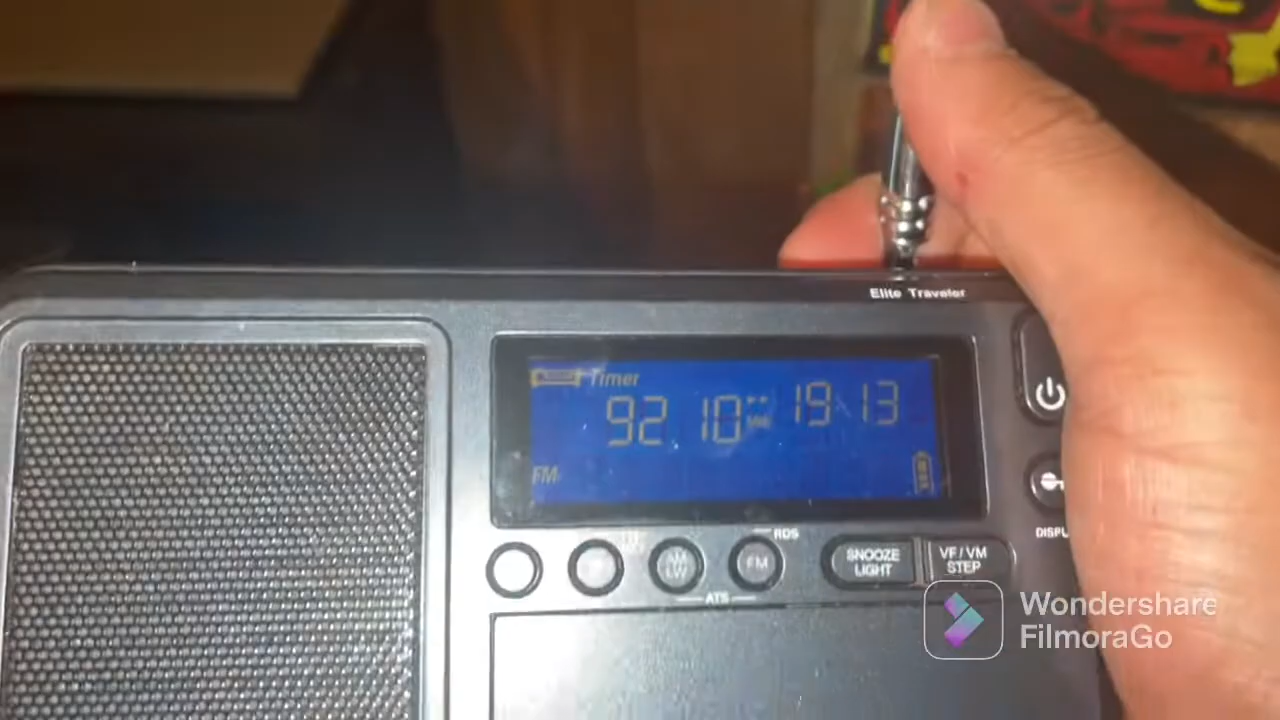 Elite Traveler
Timer
92 10 MHz 19:13
FM
RDS
AM
LW
FM
SNOOZE
LIGHT
VF / VM
STEP
ATS
Wondershare
FilmoraGo